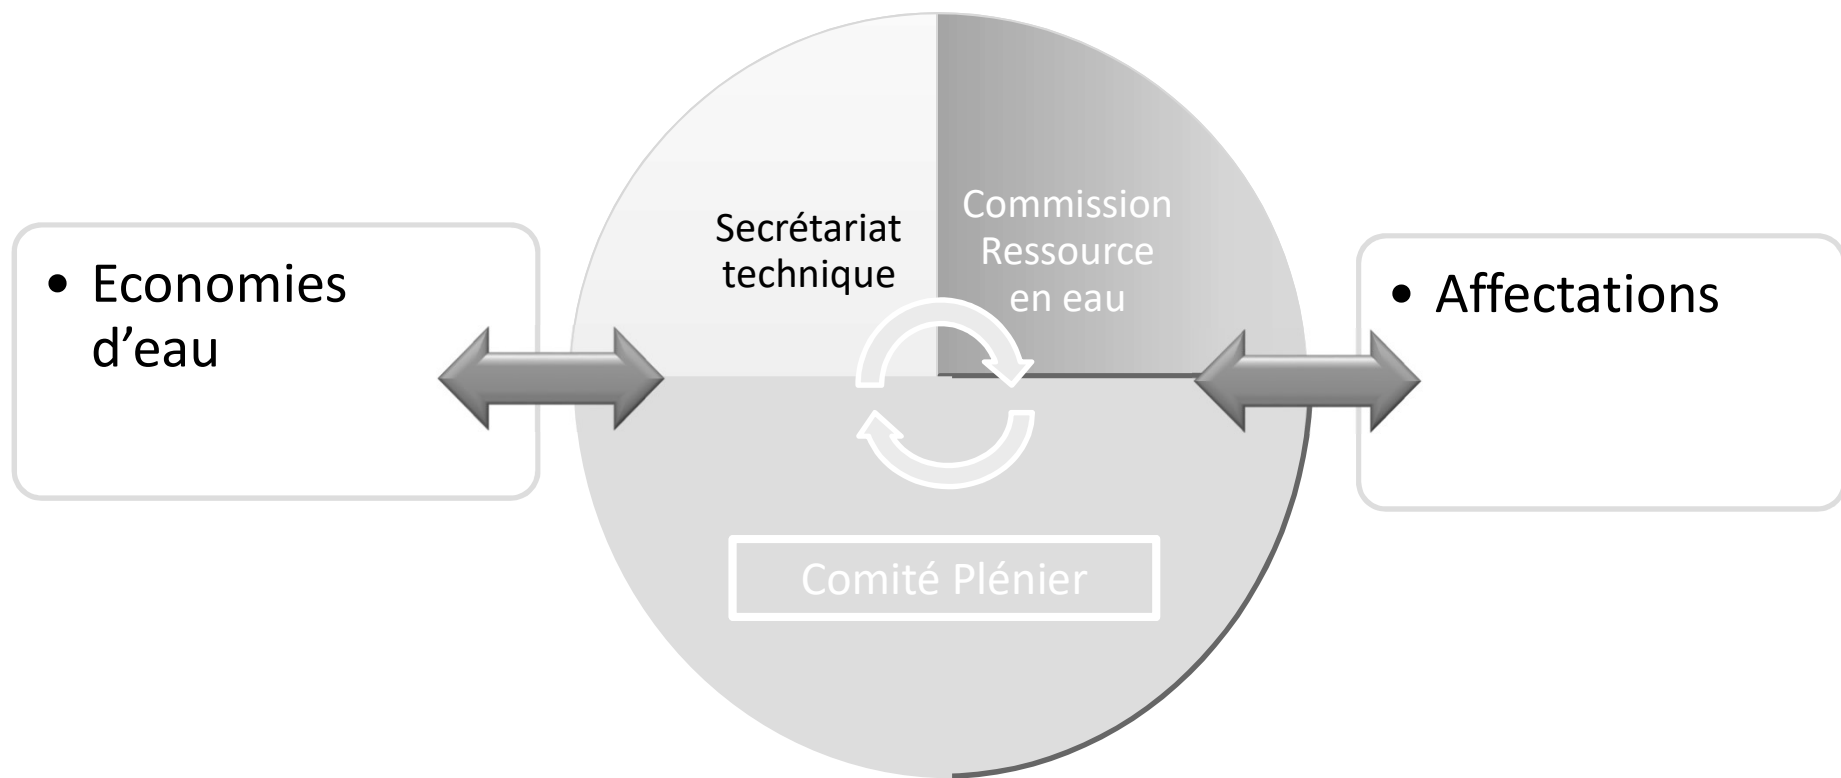 • Economies
d’eau
Secrétariat
technique
Commission
Ressource
en eau
• Affectations
Comité Plénier